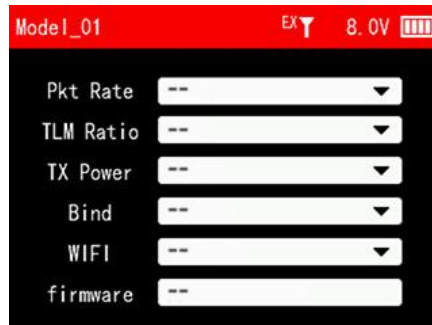 Model_01 EX 8.0V
Pkt Rate --
TLM Ratio --
TX Power --
Bind --
WIFI --
firmware --